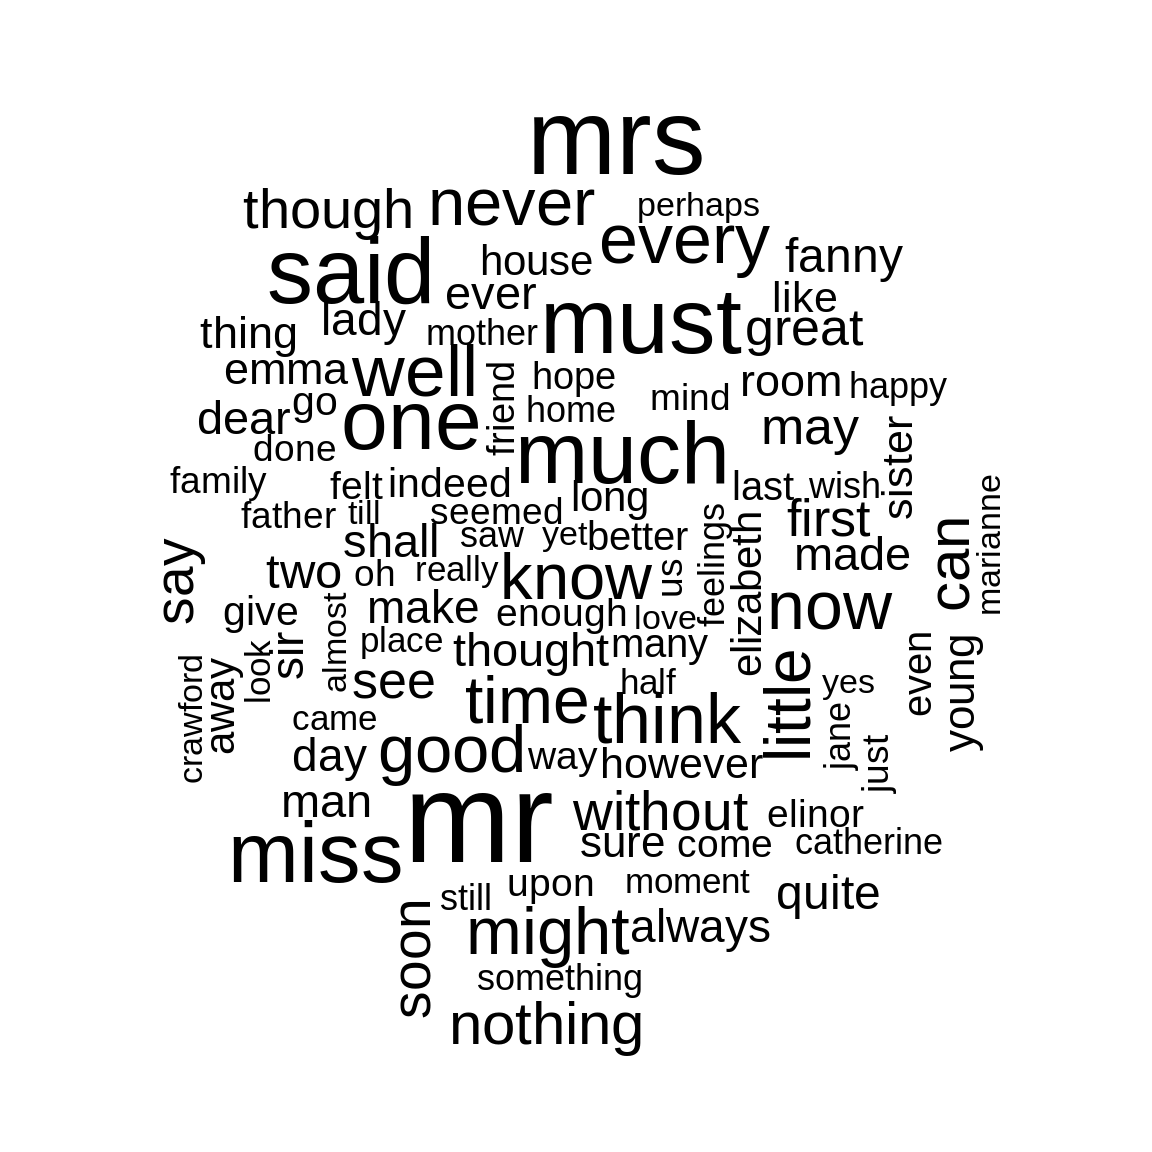 mrs
though
never
perhaps
said
house
every
fanny
ever
must
like
thing
lady
mother
great
emma
well
friend
hope
mind
room
happy
dear
go
one
home
much
may
sister
done
family
felt
indeed
long
last
wish
father
till
seemed
first
shall
saw
yet
better
feelings
elizabeth
made
can
marianne
say
two
oh
really
know
us
now
give
almost
make
enough
love
sir
look
place
thought
many
little
even
young
crawford
away
see
time
half
think
yes
jane
just
came
day
good
way
however
man
mr
without
elinor
miss
sure
come
catherine
still
upon
moment
quite
soon
might
always
something
nothing